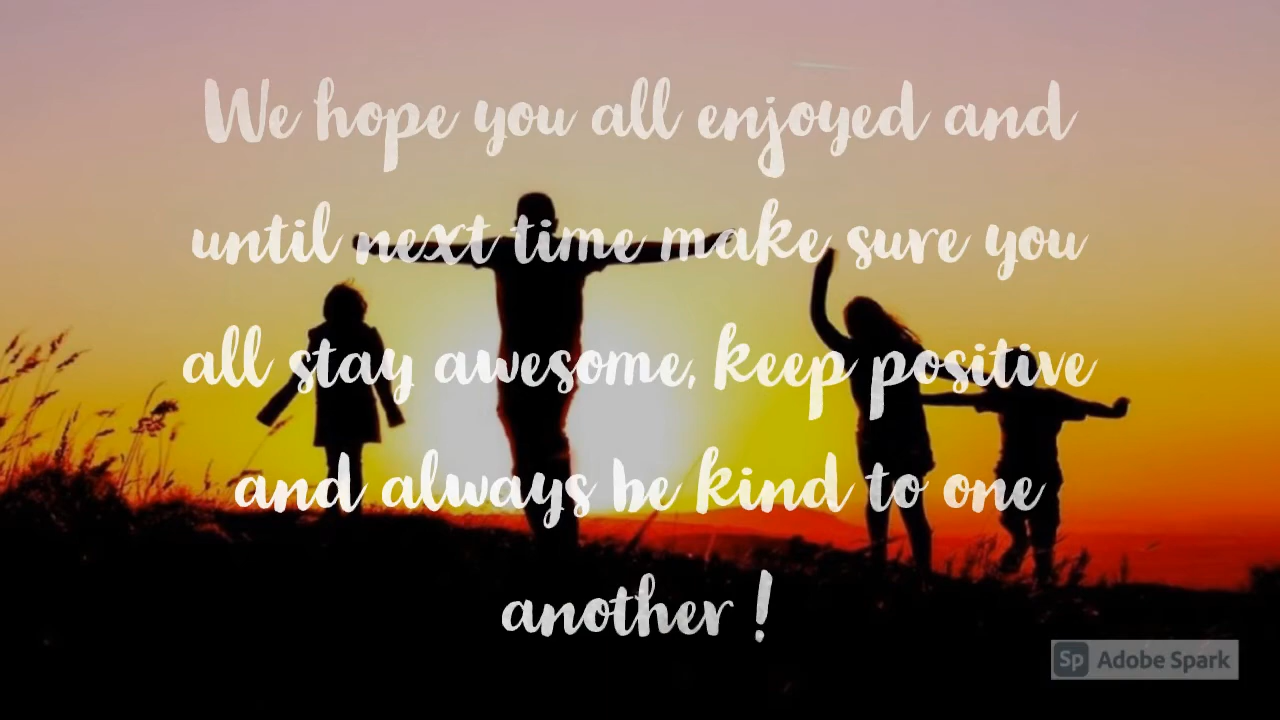 We hope you all enjoyed and
until next time make sure you
all stay awesome, keep positive
and always be kind to one
another !
Sp Adobe Spark